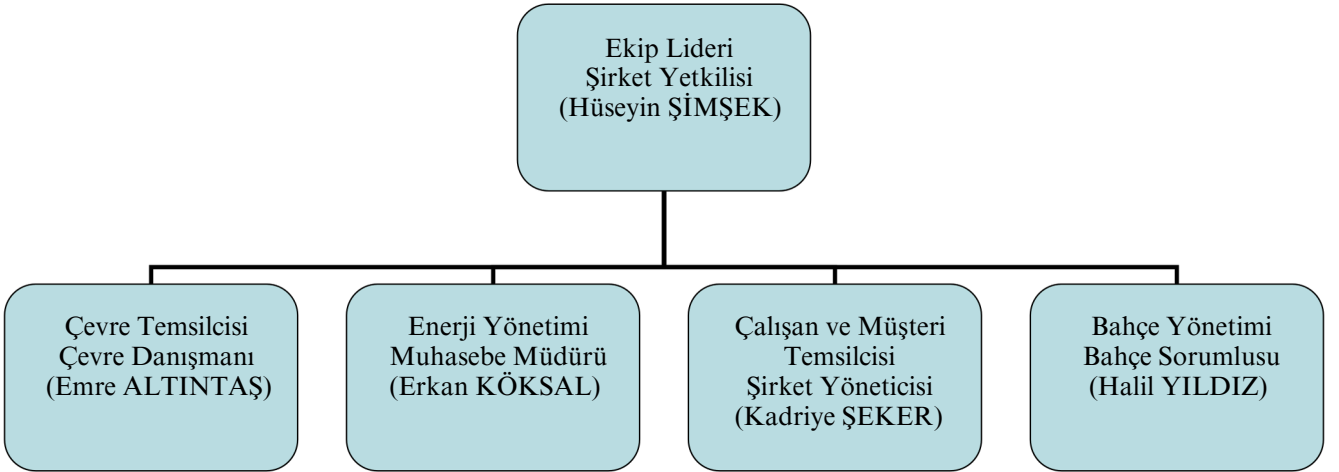 Ekip Lideri
Şirket Yetkilisi
(Hüseyin ŞİMŞEK)
Çevre Temsilcisi
Çevre Danışmanı
(Emre ALTINTAŞ)
Enerji Yönetimi
Muhasebe Müdürü
(Erkan KÖKSAL)
Çalışan ve Müşteri
Temsilcisi
Şirket Yöneticisi
(Kadriye ŞEKER)
Bahçe Yönetimi
Bahçe Sorumlusu
(Halil YILDIZ)